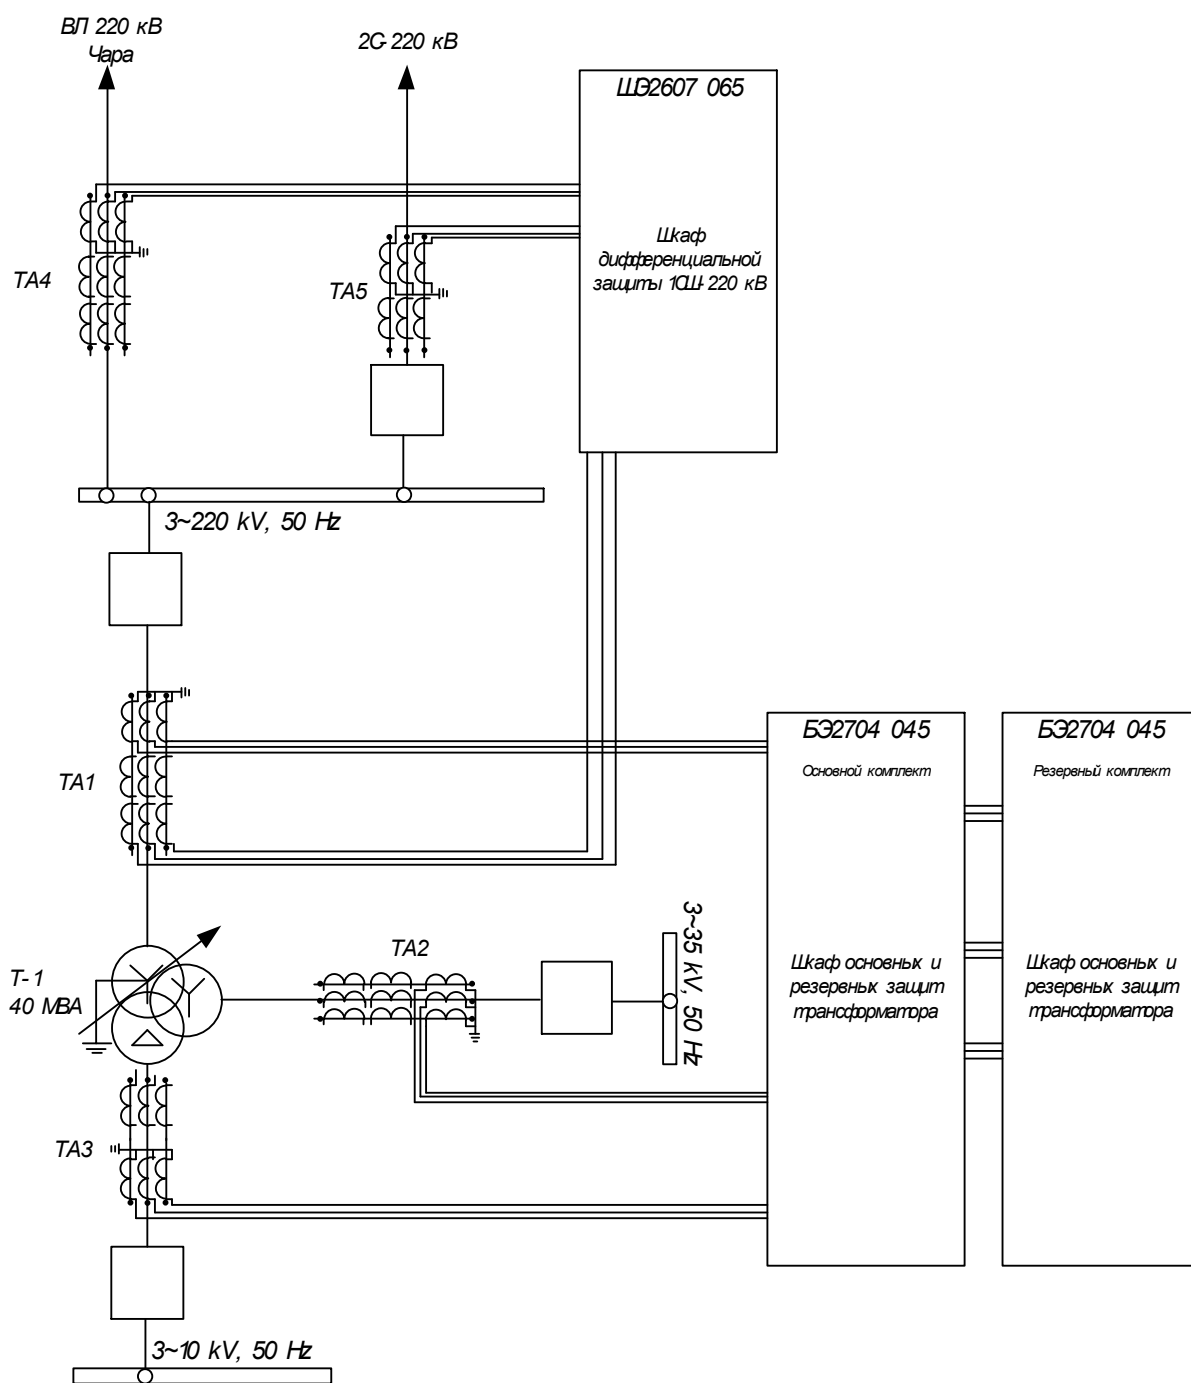 ВЛ 220 кВ
Чара
2С-220 кВ
ШЭ2607 065
Шкаф
дифференциальной
защиты 1СШ-220 кВ
ТА4
ТА5
3~220 kV, 50 Hz
ТА1
БЭ2704 045
Основной комплект
БЭ2704 045
Резервный комплект
Т-1
40 МВА
ТА2
3~35 kV, 50 Hz
Шкаф основных и
резервных защит
трансформатора
Шкаф основных и
резервных защит
трансформатора
ТА3
3~10 kV, 50 Hz